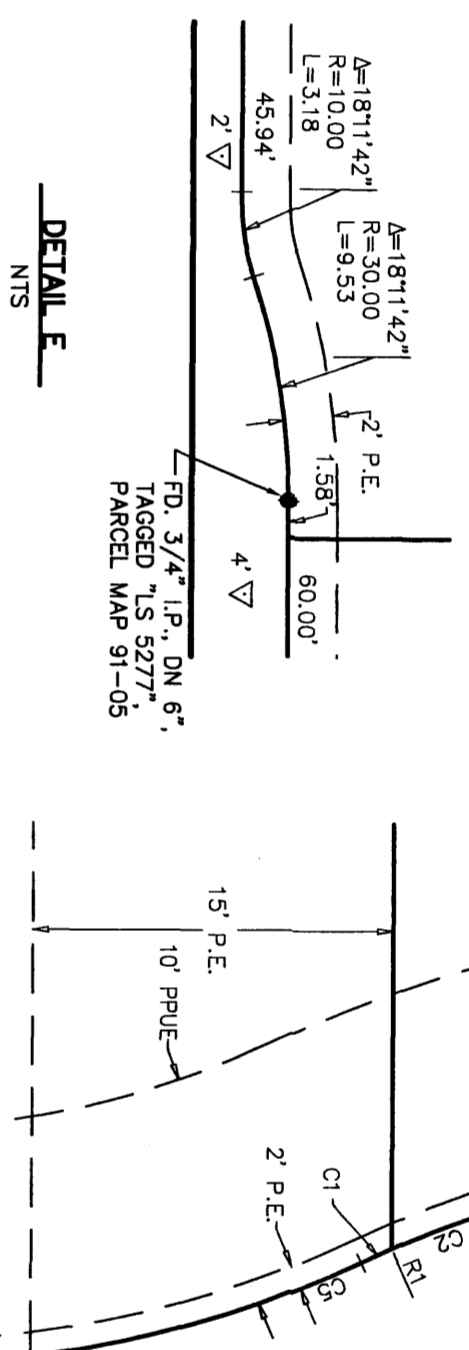 Δ=18°11'42"
R=10.00
L=3.18
Δ=18°11'42"
R=30.00
L=9.53
45.94'
2'
2' P.E.
1.58'
60.00'
4'
FD. 3/4" I.P., DN 6",
TAGGED "LS 5277",
PARCEL MAP 91-05
DETAIL E
NTS
15' P.E.
10' PPUE
2' P.E.
C1
C2
R1
C5